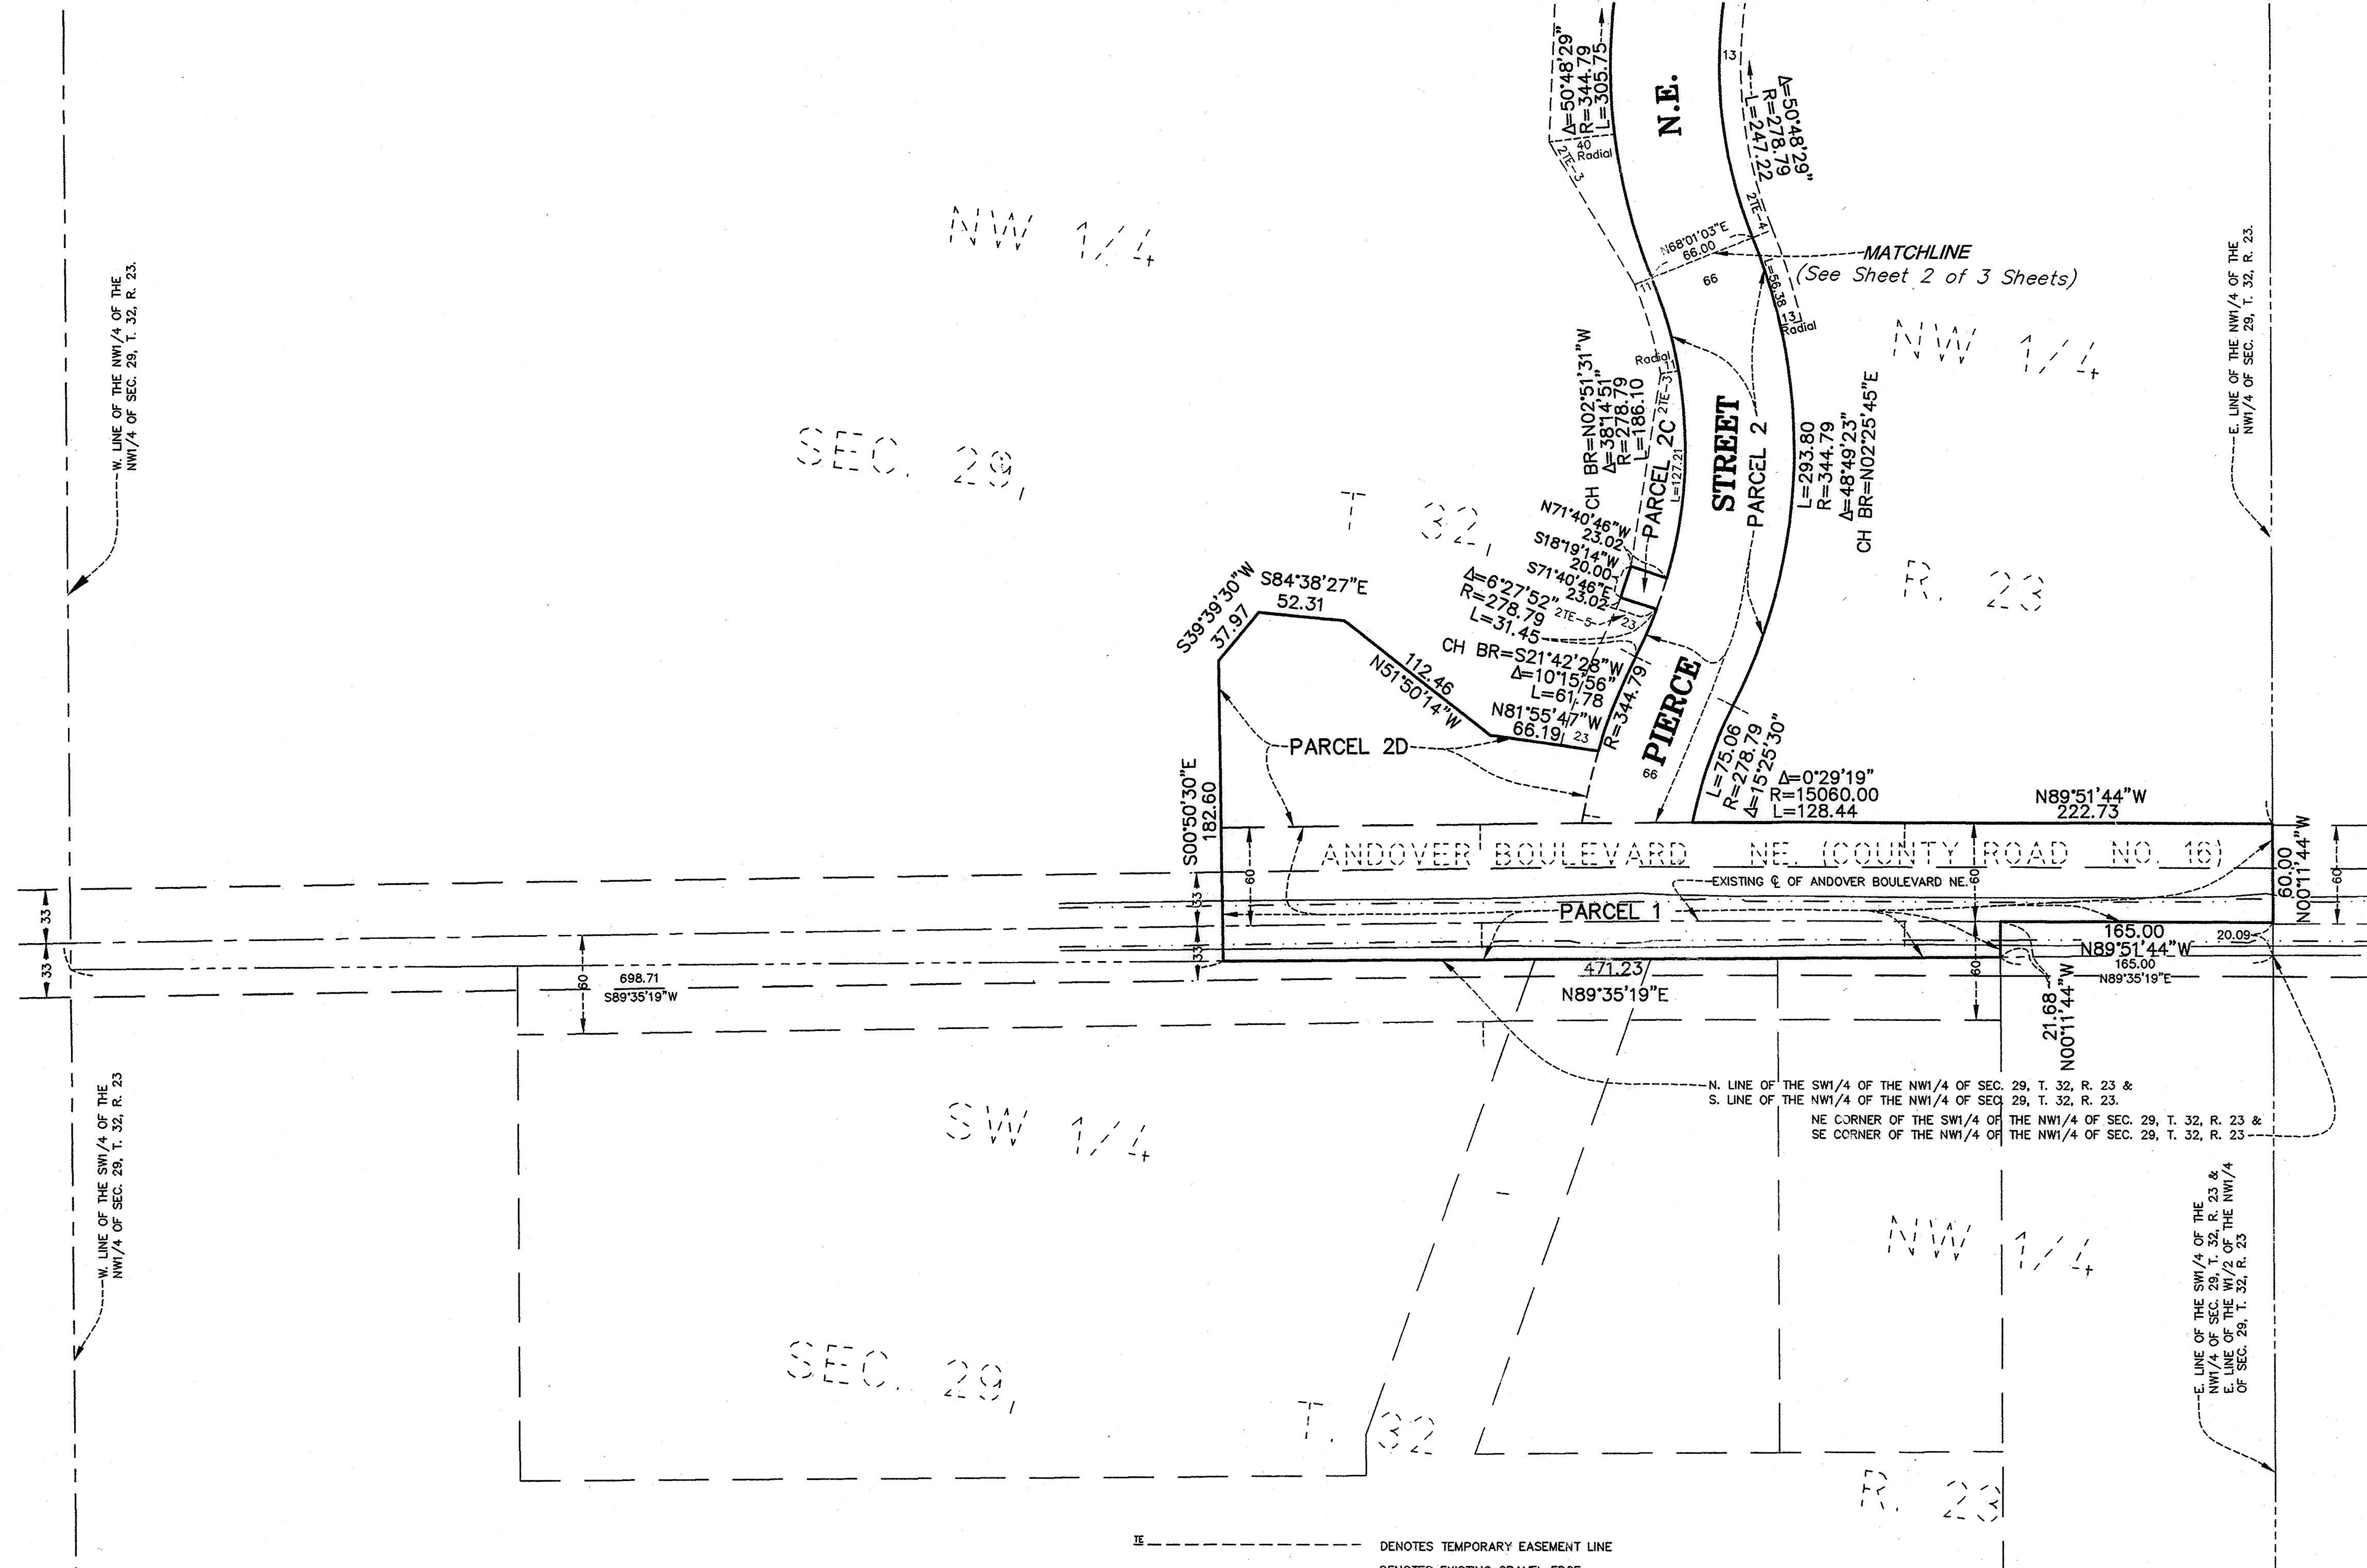 Δ=50°48'29"
R=344.79
L=305.75
40
Radial
2TE-3
N.E.
13
Δ=50°48'29"
R=278.79
L=247.22
2TE-4
N68°01'03"E
66.00
66
11
MATCHLINE
(See Sheet 2 of 3 Sheets)
L=56.38
13
Radial
W. LINE OF THE NW1/4 OF THE
NW1/4 OF SEC. 29, T. 32, R. 23.
NW 1/4
E. LINE OF THE NW1/4 OF THE
NW1/4 OF SEC. 29, T. 32, R. 23.
NW 1/4
SEC. 29,
T 32,
R. 23
Radial
11
CH BR=N02°51'31"W
Δ=38°14'51"
R=278.79
L=186.10
PARCEL 2C
2TE-3
L=127.21
STREET
PARCEL 2
L=293.80
R=344.79
Δ=48°49'23"
CH BR=N02°25'45"E
N71°40'46"W
23.02
S18°19'14"W
20.00
S71°40'46"E
23.02
Δ=6°27'52"
R=278.79
L=31.45
2TE-5
23
CH BR=S21°42'28"W
Δ=10°15'56"
L=61.78
R=344.79
N81°55'47"W
66.19
23
S39°39'30"W
37.97
S84°38'27"E
52.31
112.46
N51°50'14"W
PARCEL 2D
PIERCE
66
L=75.06
R=278.79
Δ=15°25'30"
Δ=0°29'19"
R=15060.00
L=128.44
N89°51'44"W
222.73
S00°50'30"E
182.60
ANDOVER BOULEVARD NE. (COUNTY ROAD NO. 16)
60.00
N0°11'44"W
60
60
60
EXISTING ℄ OF ANDOVER BOULEVARD NE.
33
33
33
33
PARCEL 1
165.00
N89°51'44"W
20.09
165.00
N89°35'19"E
60
60
698.71
S89°35'19"W
471.23
N89°35'19"E
21.68
N00°11'44"W
N. LINE OF THE SW1/4 OF THE NW1/4 OF SEC. 29, T. 32, R. 23 &
S. LINE OF THE NW1/4 OF THE NW1/4 OF SEC. 29, T. 32, R. 23.
NE CORNER OF THE SW1/4 OF THE NW1/4 OF SEC. 29, T. 32, R. 23 &
SE CORNER OF THE NW1/4 OF THE NW1/4 OF SEC. 29, T. 32, R. 23
W. LINE OF THE SW1/4 OF THE
NW1/4 OF SEC. 29, T. 32, R. 23
SW 1/4
NW 1/4
E. LINE OF THE SW1/4 OF THE
NW1/4 OF SEC. 29, T. 32, R. 23 &
E. LINE OF THE W1/2 OF THE NW1/4
OF SEC. 29, T. 32, R. 23
SEC. 29,
T. 32
R. 23
TE
DENOTES TEMPORARY EASEMENT LINE
DENOTES EXISTING GRAVEL EDGE